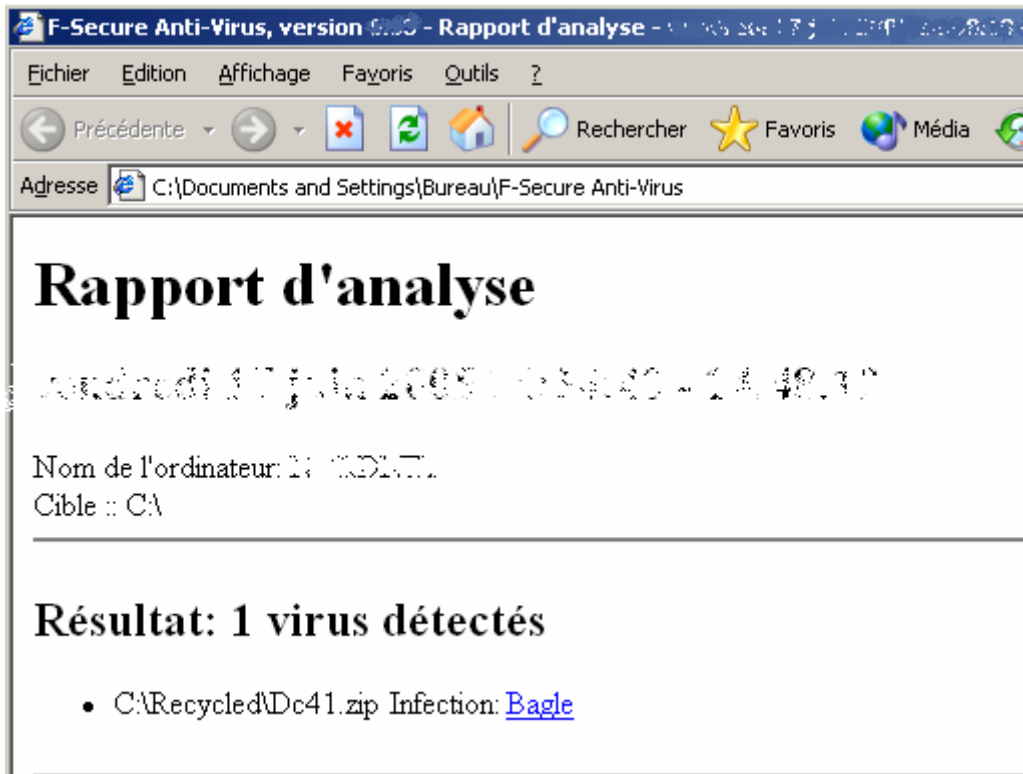 F-Secure Anti-Virus, version - Rapport d'analyse -
Fichier Edition Affichage Favoris Outils ?
Précédente Rechercher Favoris Média
Adresse C:\Documents and Settings\Bureau\F-Secure Anti-Virus
Rapport d'analyse
juin
Nom de l'ordinateur:
Cible :: C:\
Résultat: 1 virus détectés
• C:\Recycled\Dc41.zip Infection: Bagle